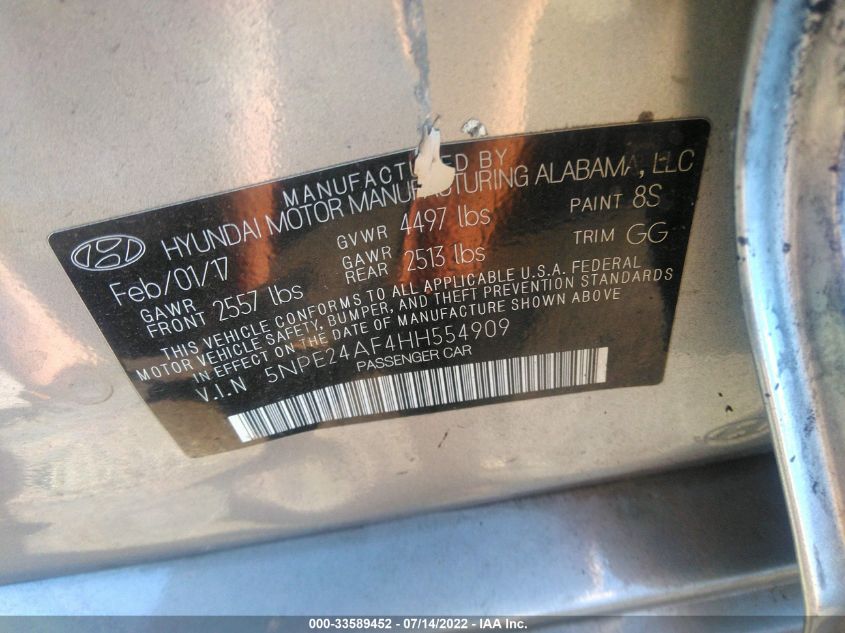 MANUFACTURED BY
HYUNDAI MOTOR MANUFACTURING ALABAMA, LLC
Feb/01/17 GVWR 4497 lbs PAINT 8S
GAWR FRONT 2557 lbs GAWR REAR 2513 lbs TRIM GG
THIS VEHICLE CONFORMS TO ALL APPLICABLE U.S.A. FEDERAL
MOTOR VEHICLE SAFETY, BUMPER, AND THEFT PREVENTION STANDARDS
IN EFFECT ON THE DATE OF MANUFACTURE SHOWN ABOVE
V.I.N 5NPE24AF4HH554909
PASSENGER CAR
000-33589452 - 07/14/2022 - IAA Inc.